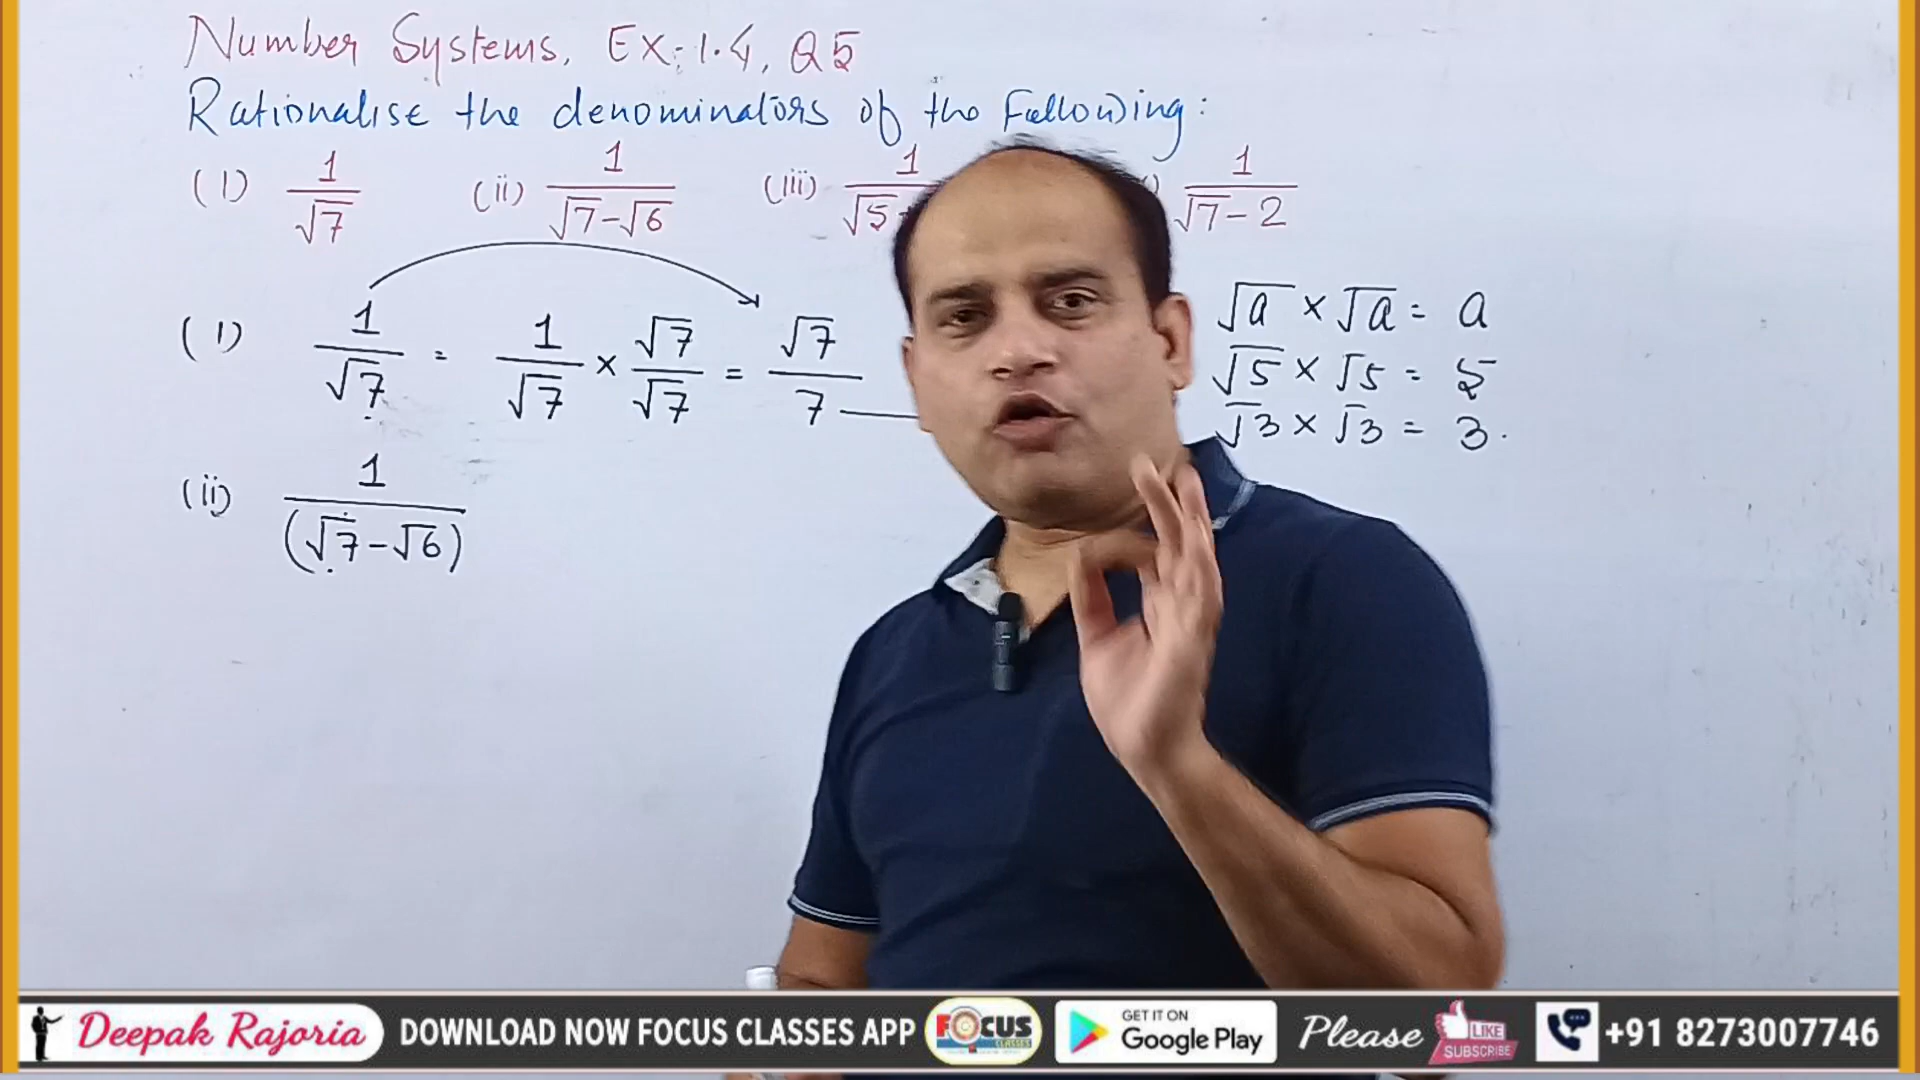 Number Systems, Ex:1.4, Q5
Rationalise the denominators of the Following:
(1) 1/√7 (ii) 1/(√7-√6) (iii) 1/√5 1/(√7-2)
(1) 1/√7 = 1/√7 × √7/√7 = √7/7
√a × √a = a
√5 × √5 = 5
√3 × √3 = 3.
(ii) 1/(√7-√6)
Deepak Rajoria DOWNLOAD NOW FOCUS CLASSES APP FOCUS CLASSES GET IT ON Google Play Please LIKE SUBSCRIBE +91 8273007746